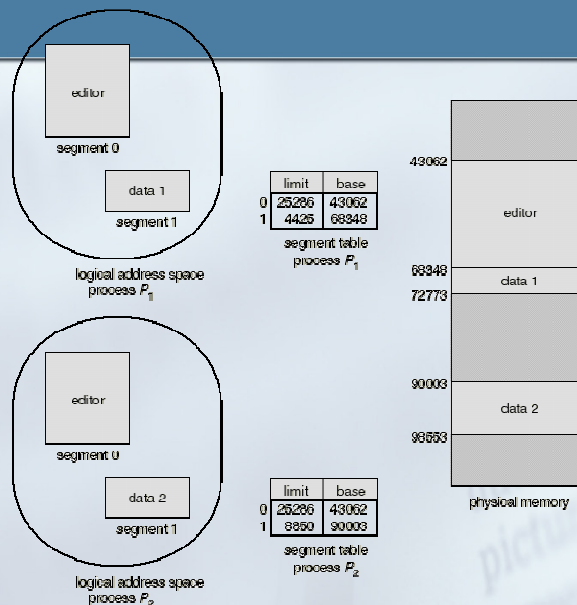 editor
segment 0
data 1
segment 1
logical address space
process P1
limit base
0 25286 43062
1 4425 68348
segment table
process P1
43062
editor
68348
data 1
72773
90003
data 2
98553
physical memory
editor
segment 0
data 2
segment 1
logical address space
process P2
limit base
0 25286 43062
1 8850 90003
segment table
process P2
pictu